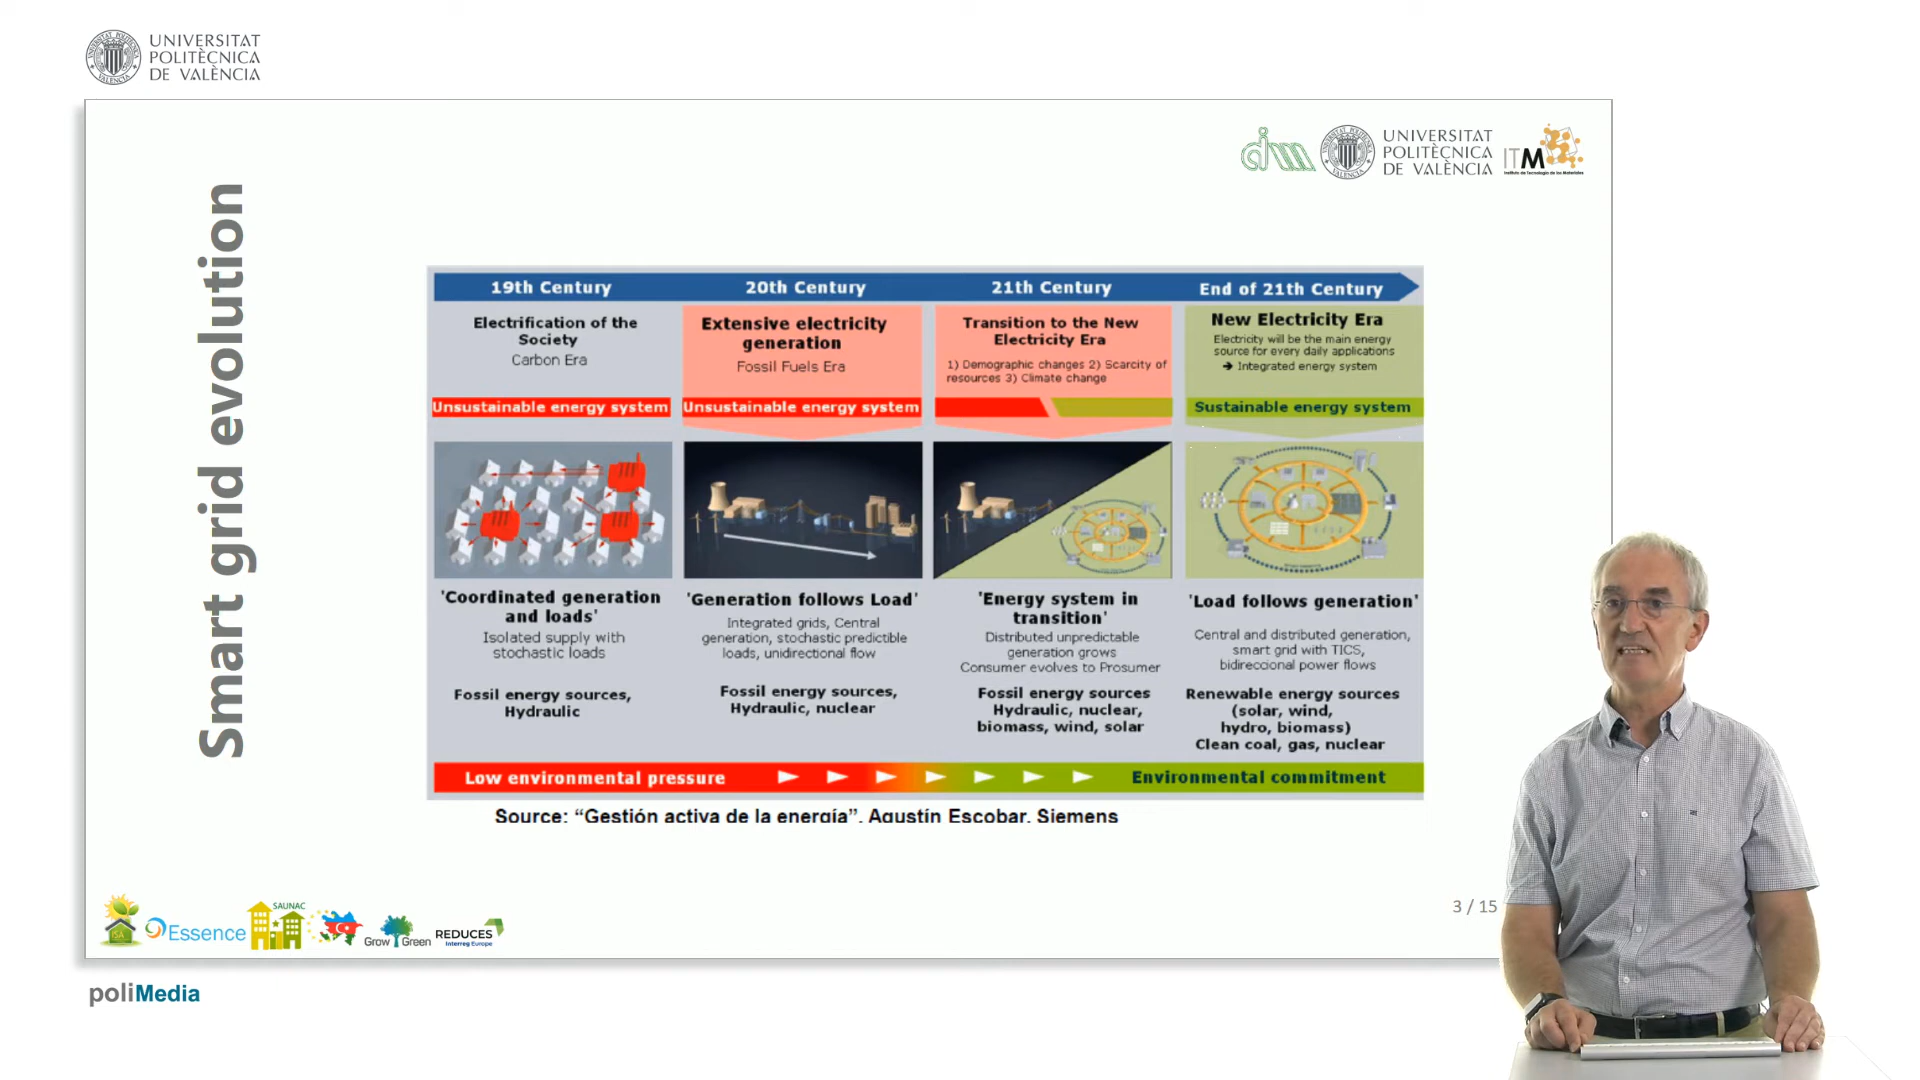 UNIVERSITAT
POLITÈCNICA
DE VALÈNCIA
UNIVERSITAT
POLITÈCNICA
DE VALÈNCIA
ITM
Instituto de Tecnología de los Materiales
Smart grid evolution
19th Century
20th Century
21th Century
End of 21th Century
Electrification of the
Society
Carbon Era
Unsustainable energy system
Extensive electricity
generation
Fossil Fuels Era
Unsustainable energy system
Transition to the New
Electricity Era
1) Demographic changes 2) Scarcity of
resources 3) Climate change
New Electricity Era
Electricity will be the main energy
source for every daily applications
➔ Integrated energy system
Sustainable energy system
'Coordinated generation
and loads'
Isolated supply with
stochastic loads
Fossil energy sources,
Hydraulic
'Generation follows Load'
Integrated grids, Central
generation, stochastic predictible
loads, unidirectional flow
Fossil energy sources,
Hydraulic, nuclear
'Energy system in
transition'
Distributed unpredictable
generation grows
Consumer evolves to Prosumer
Fossil energy sources
Hydraulic, nuclear,
biomass, wind, solar
'Load follows generation'
Central and distributed generation,
smart grid with TICS,
bidireccional power flows
Renewable energy sources
(solar, wind,
hydro, biomass)
Clean coal, gas, nuclear
Low environmental pressure
Environmental commitment
Source: “Gestión activa de la energía”. Agustín Escobar. Siemens
ISA
Essence
SAUNAC
Grow Green
REDUCES
Interreg Europe
3 / 15
poliMedia